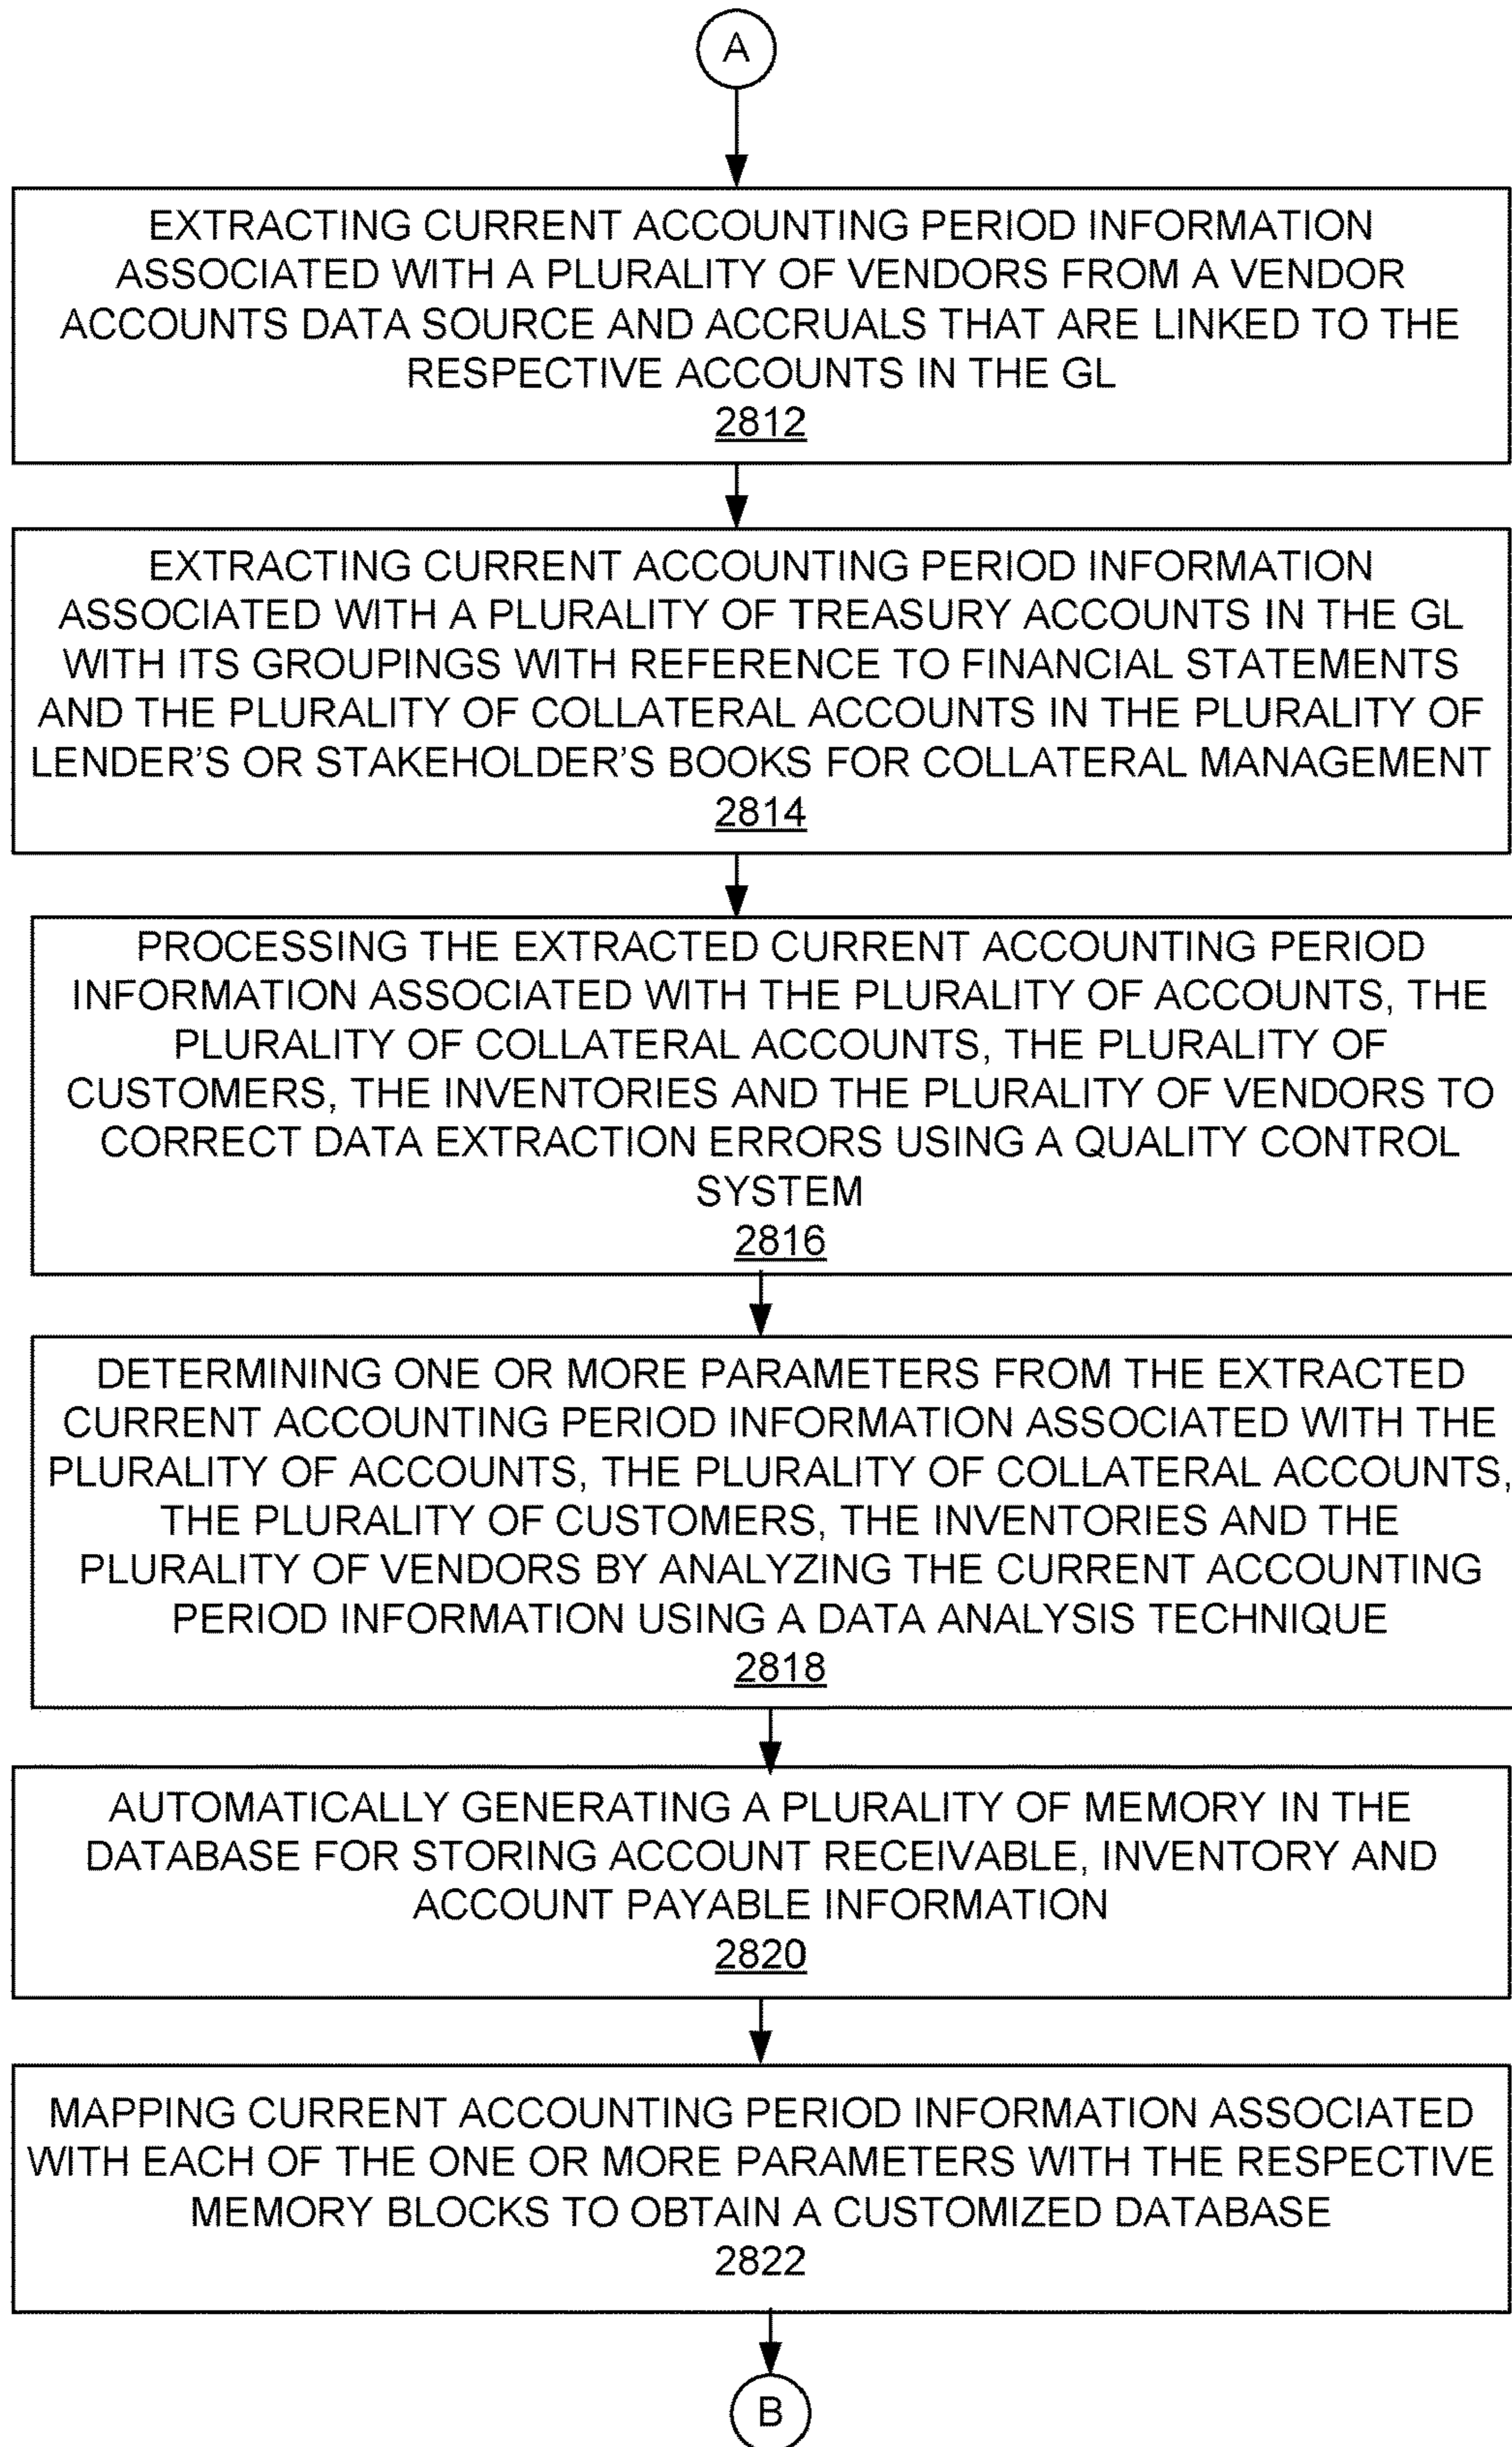 A
EXTRACTING CURRENT ACCOUNTING PERIOD INFORMATION
ASSOCIATED WITH A PLURALITY OF VENDORS FROM A VENDOR
ACCOUNTS DATA SOURCE AND ACCRUALS THAT ARE LINKED TO THE
RESPECTIVE ACCOUNTS IN THE GL
2812
EXTRACTING CURRENT ACCOUNTING PERIOD INFORMATION
ASSOCIATED WITH A PLURALITY OF TREASURY ACCOUNTS IN THE GL
WITH ITS GROUPINGS WITH REFERENCE TO FINANCIAL STATEMENTS
AND THE PLURALITY OF COLLATERAL ACCOUNTS IN THE PLURALITY OF
LENDER'S OR STAKEHOLDER'S BOOKS FOR COLLATERAL MANAGEMENT
2814
PROCESSING THE EXTRACTED CURRENT ACCOUNTING PERIOD
INFORMATION ASSOCIATED WITH THE PLURALITY OF ACCOUNTS, THE
PLURALITY OF COLLATERAL ACCOUNTS, THE PLURALITY OF
CUSTOMERS, THE INVENTORIES AND THE PLURALITY OF VENDORS TO
CORRECT DATA EXTRACTION ERRORS USING A QUALITY CONTROL
SYSTEM
2816
DETERMINING ONE OR MORE PARAMETERS FROM THE EXTRACTED
CURRENT ACCOUNTING PERIOD INFORMATION ASSOCIATED WITH THE
PLURALITY OF ACCOUNTS, THE PLURALITY OF COLLATERAL ACCOUNTS,
THE PLURALITY OF CUSTOMERS, THE INVENTORIES AND THE
PLURALITY OF VENDORS BY ANALYZING THE CURRENT ACCOUNTING
PERIOD INFORMATION USING A DATA ANALYSIS TECHNIQUE
2818
AUTOMATICALLY GENERATING A PLURALITY OF MEMORY IN THE
DATABASE FOR STORING ACCOUNT RECEIVABLE, INVENTORY AND
ACCOUNT PAYABLE INFORMATION
2820
MAPPING CURRENT ACCOUNTING PERIOD INFORMATION ASSOCIATED
WITH EACH OF THE ONE OR MORE PARAMETERS WITH THE RESPECTIVE
MEMORY BLOCKS TO OBTAIN A CUSTOMIZED DATABASE
2822
B